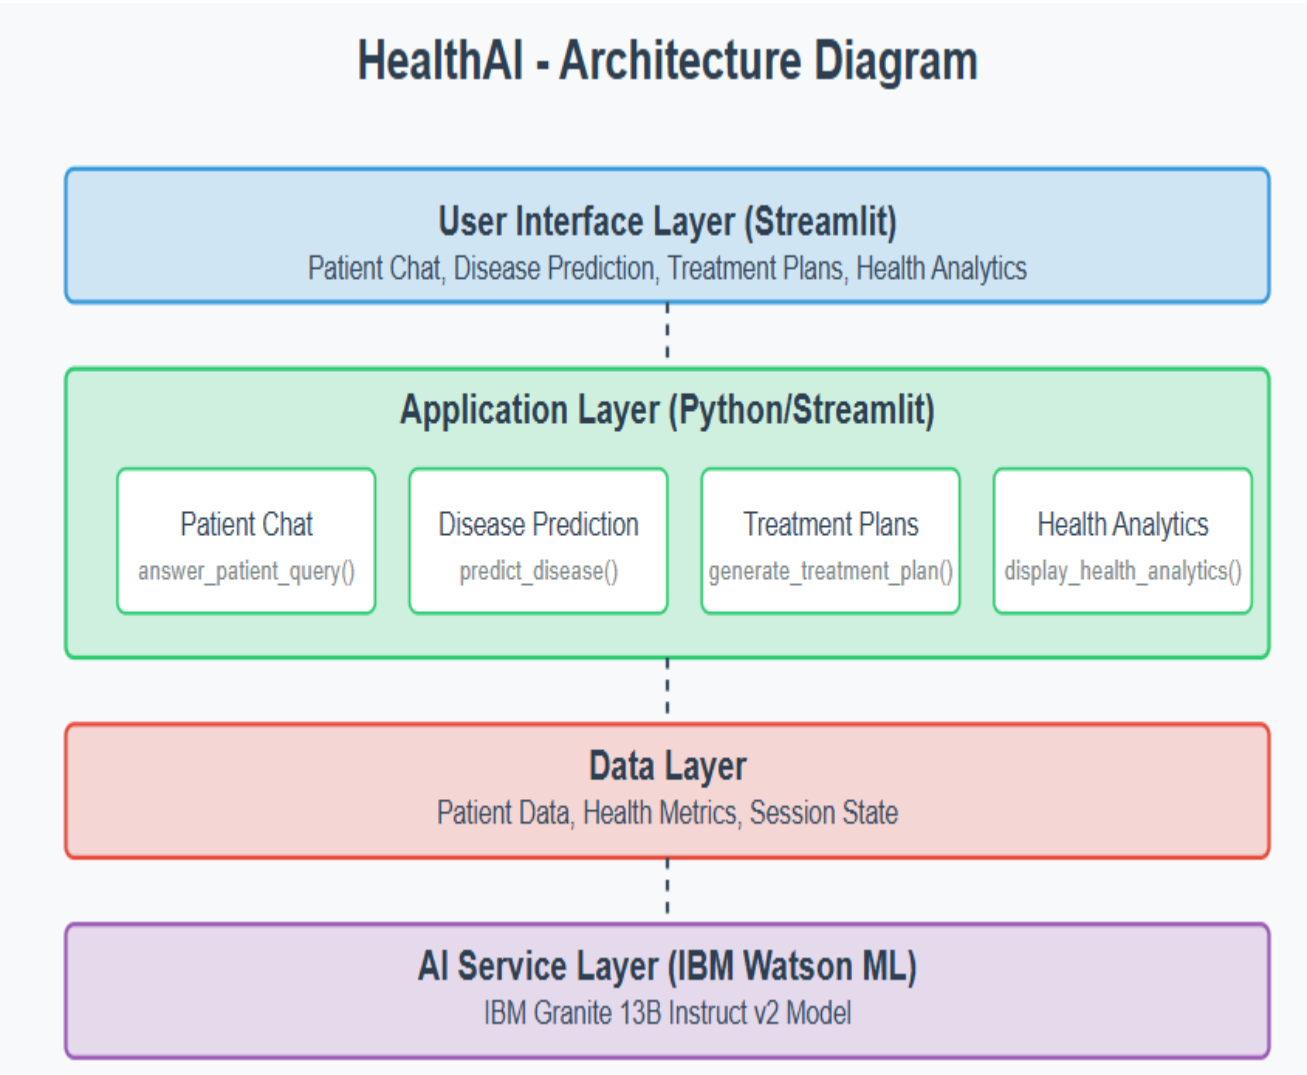 HealthAI - Architecture Diagram
User Interface Layer (Streamlit)
Patient Chat, Disease Prediction, Treatment Plans, Health Analytics
Application Layer (Python/Streamlit)
Patient Chat
answer_patient_query()
Disease Prediction
predict_disease()
Treatment Plans
generate_treatment_plan()
Health Analytics
display_health_analytics()
Data Layer
Patient Data, Health Metrics, Session State
AI Service Layer (IBM Watson ML)
IBM Granite 13B Instruct v2 Model